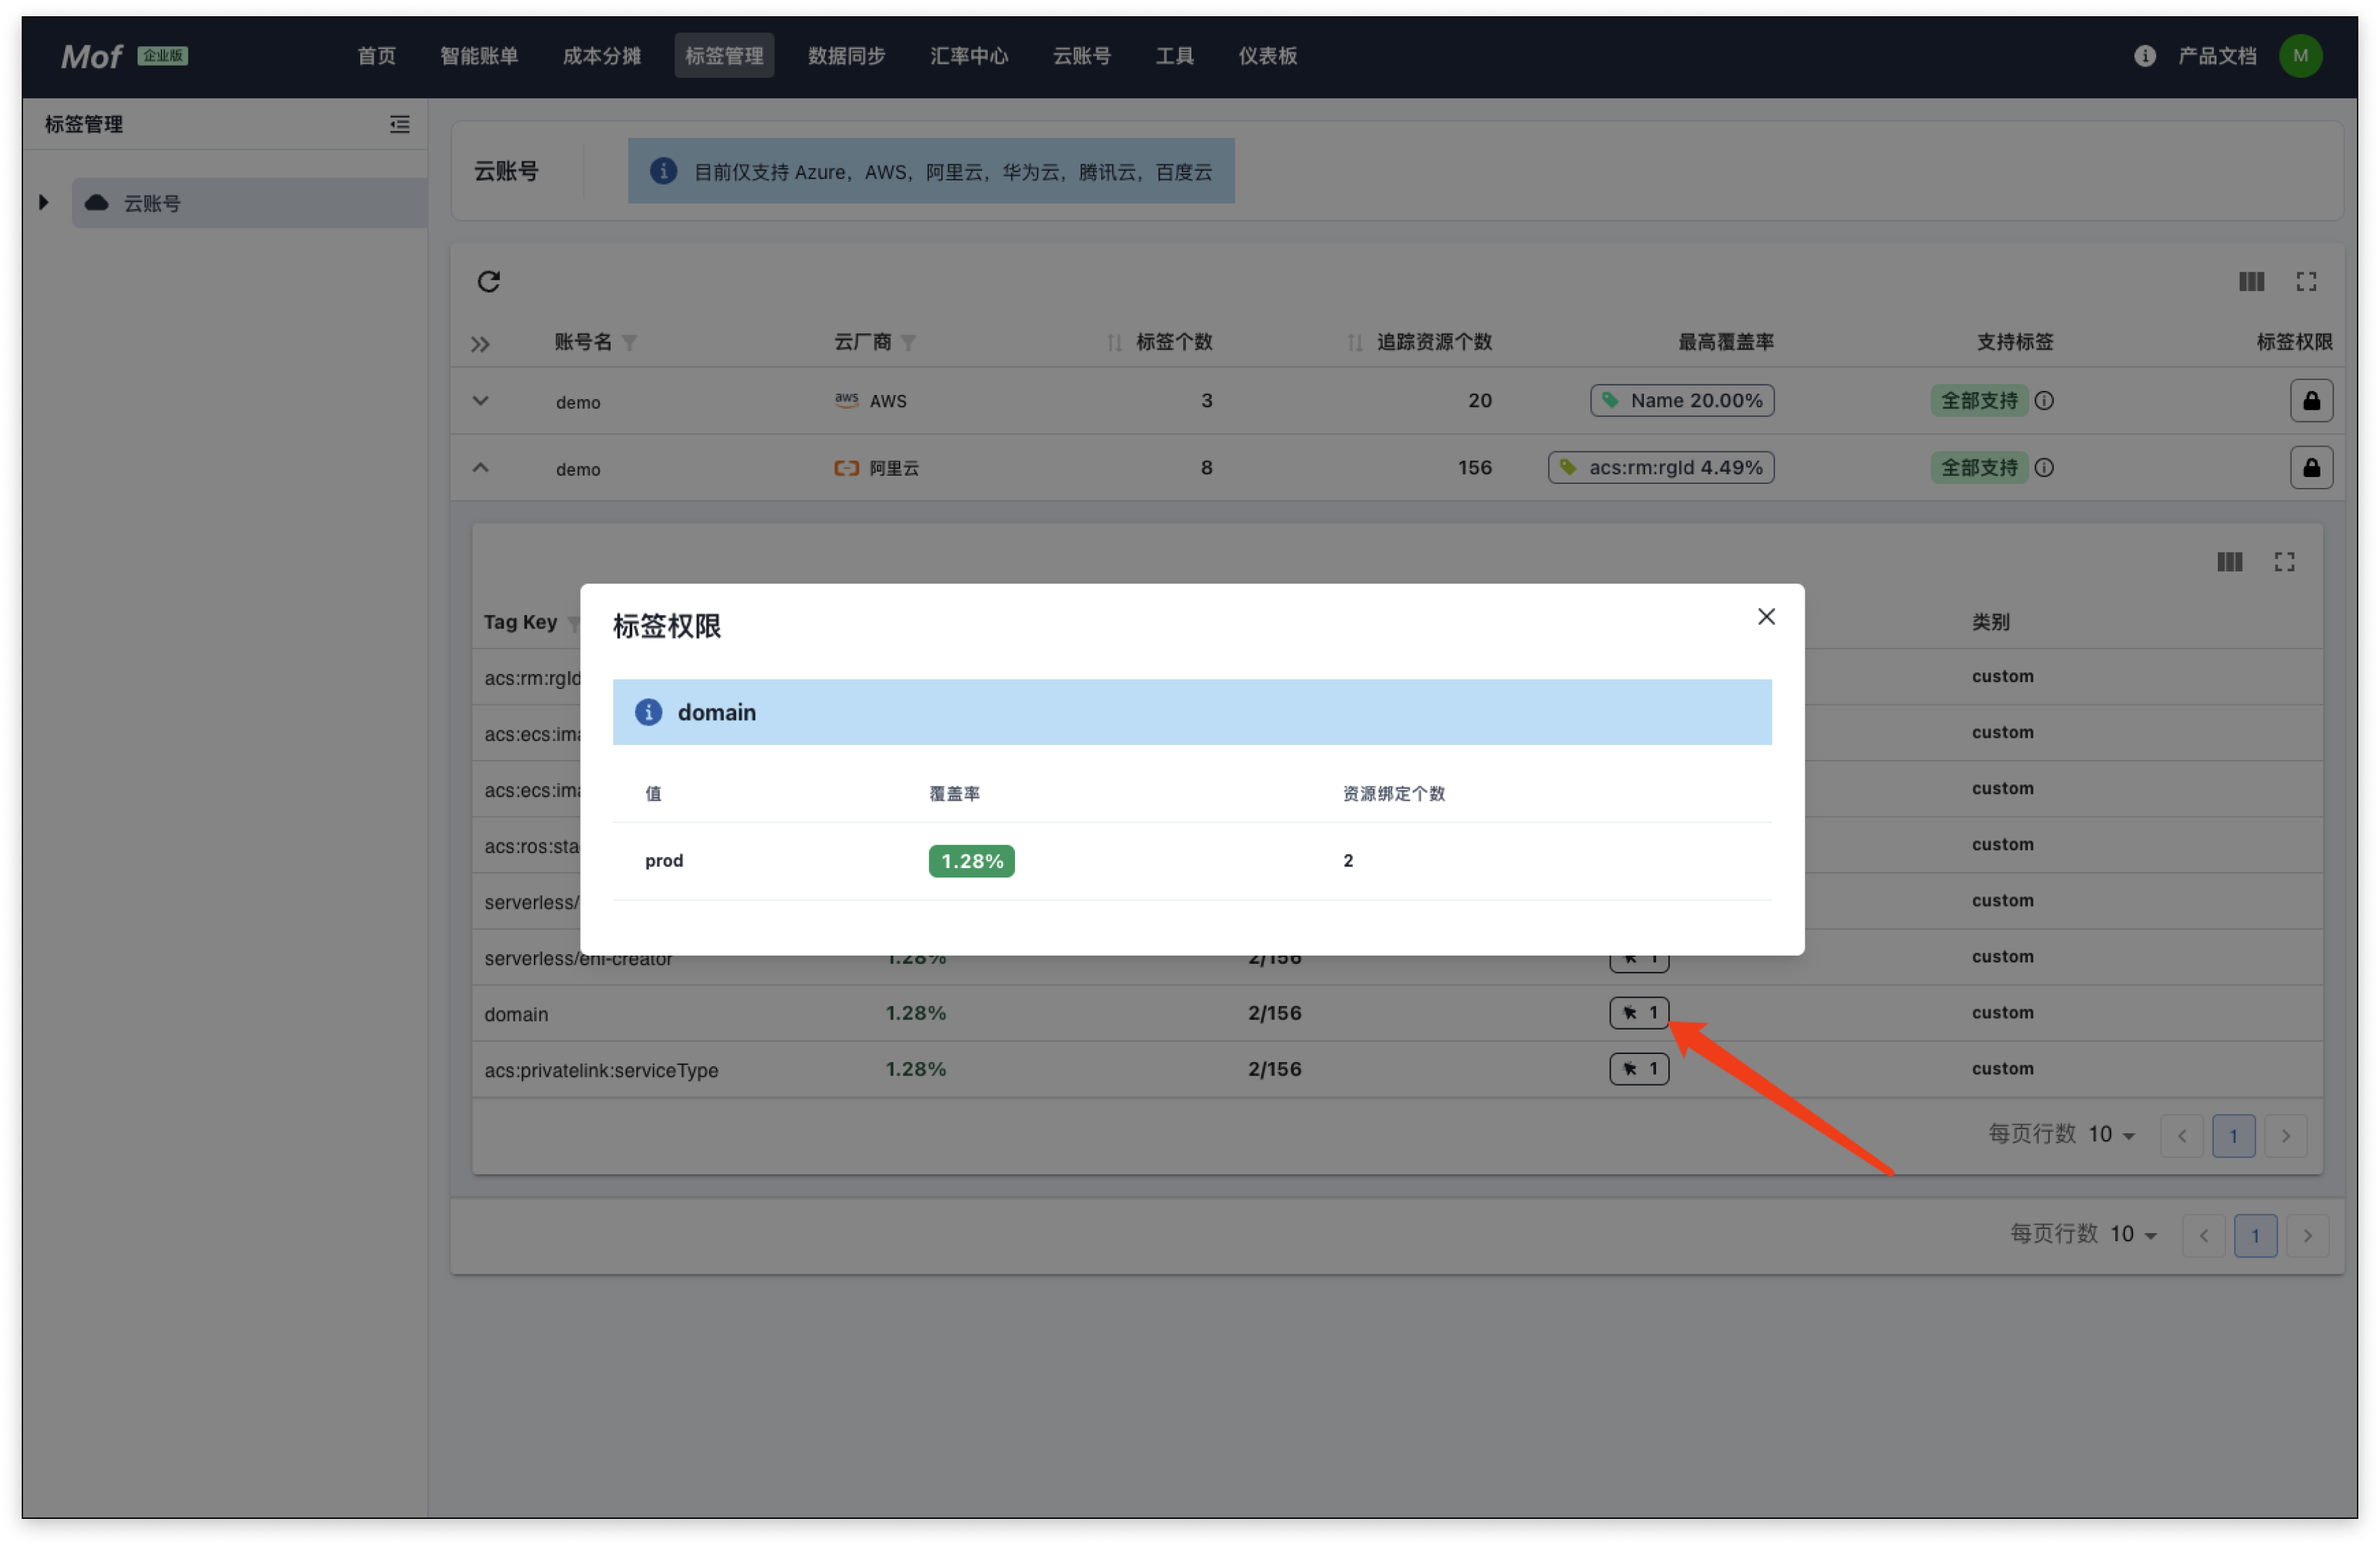 Mof 企业版 首页 智能账单 成本分摊 标签管理 数据同步 汇率中心 云账号 工具 仪表板 产品文档 M
标签管理
云账号
云账号 目前仅支持 Azure，AWS，阿里云，华为云，腾讯云，百度云
账号名 云厂商 标签个数 追踪资源个数 最高覆盖率 支持标签 标签权限
demo aws AWS 3 20 Name 20.00% 全部支持
demo 阿里云 8 156 acs:rm:rgId 4.49% 全部支持
Tag Key 类别
标签权限
domain
值 覆盖率 资源绑定个数
prod 1.28% 2
acs:rm:rgId custom
acs:ecs:ima custom
acs:ecs:ima custom
acs:ros:sta custom
serverless/ custom
serverless/eni-creator 1.28% 2/156 1 custom
domain 1.28% 2/156 1 custom
acs:privatelink:serviceType 1.28% 2/156 1 custom
每页行数 10 1
每页行数 10 1